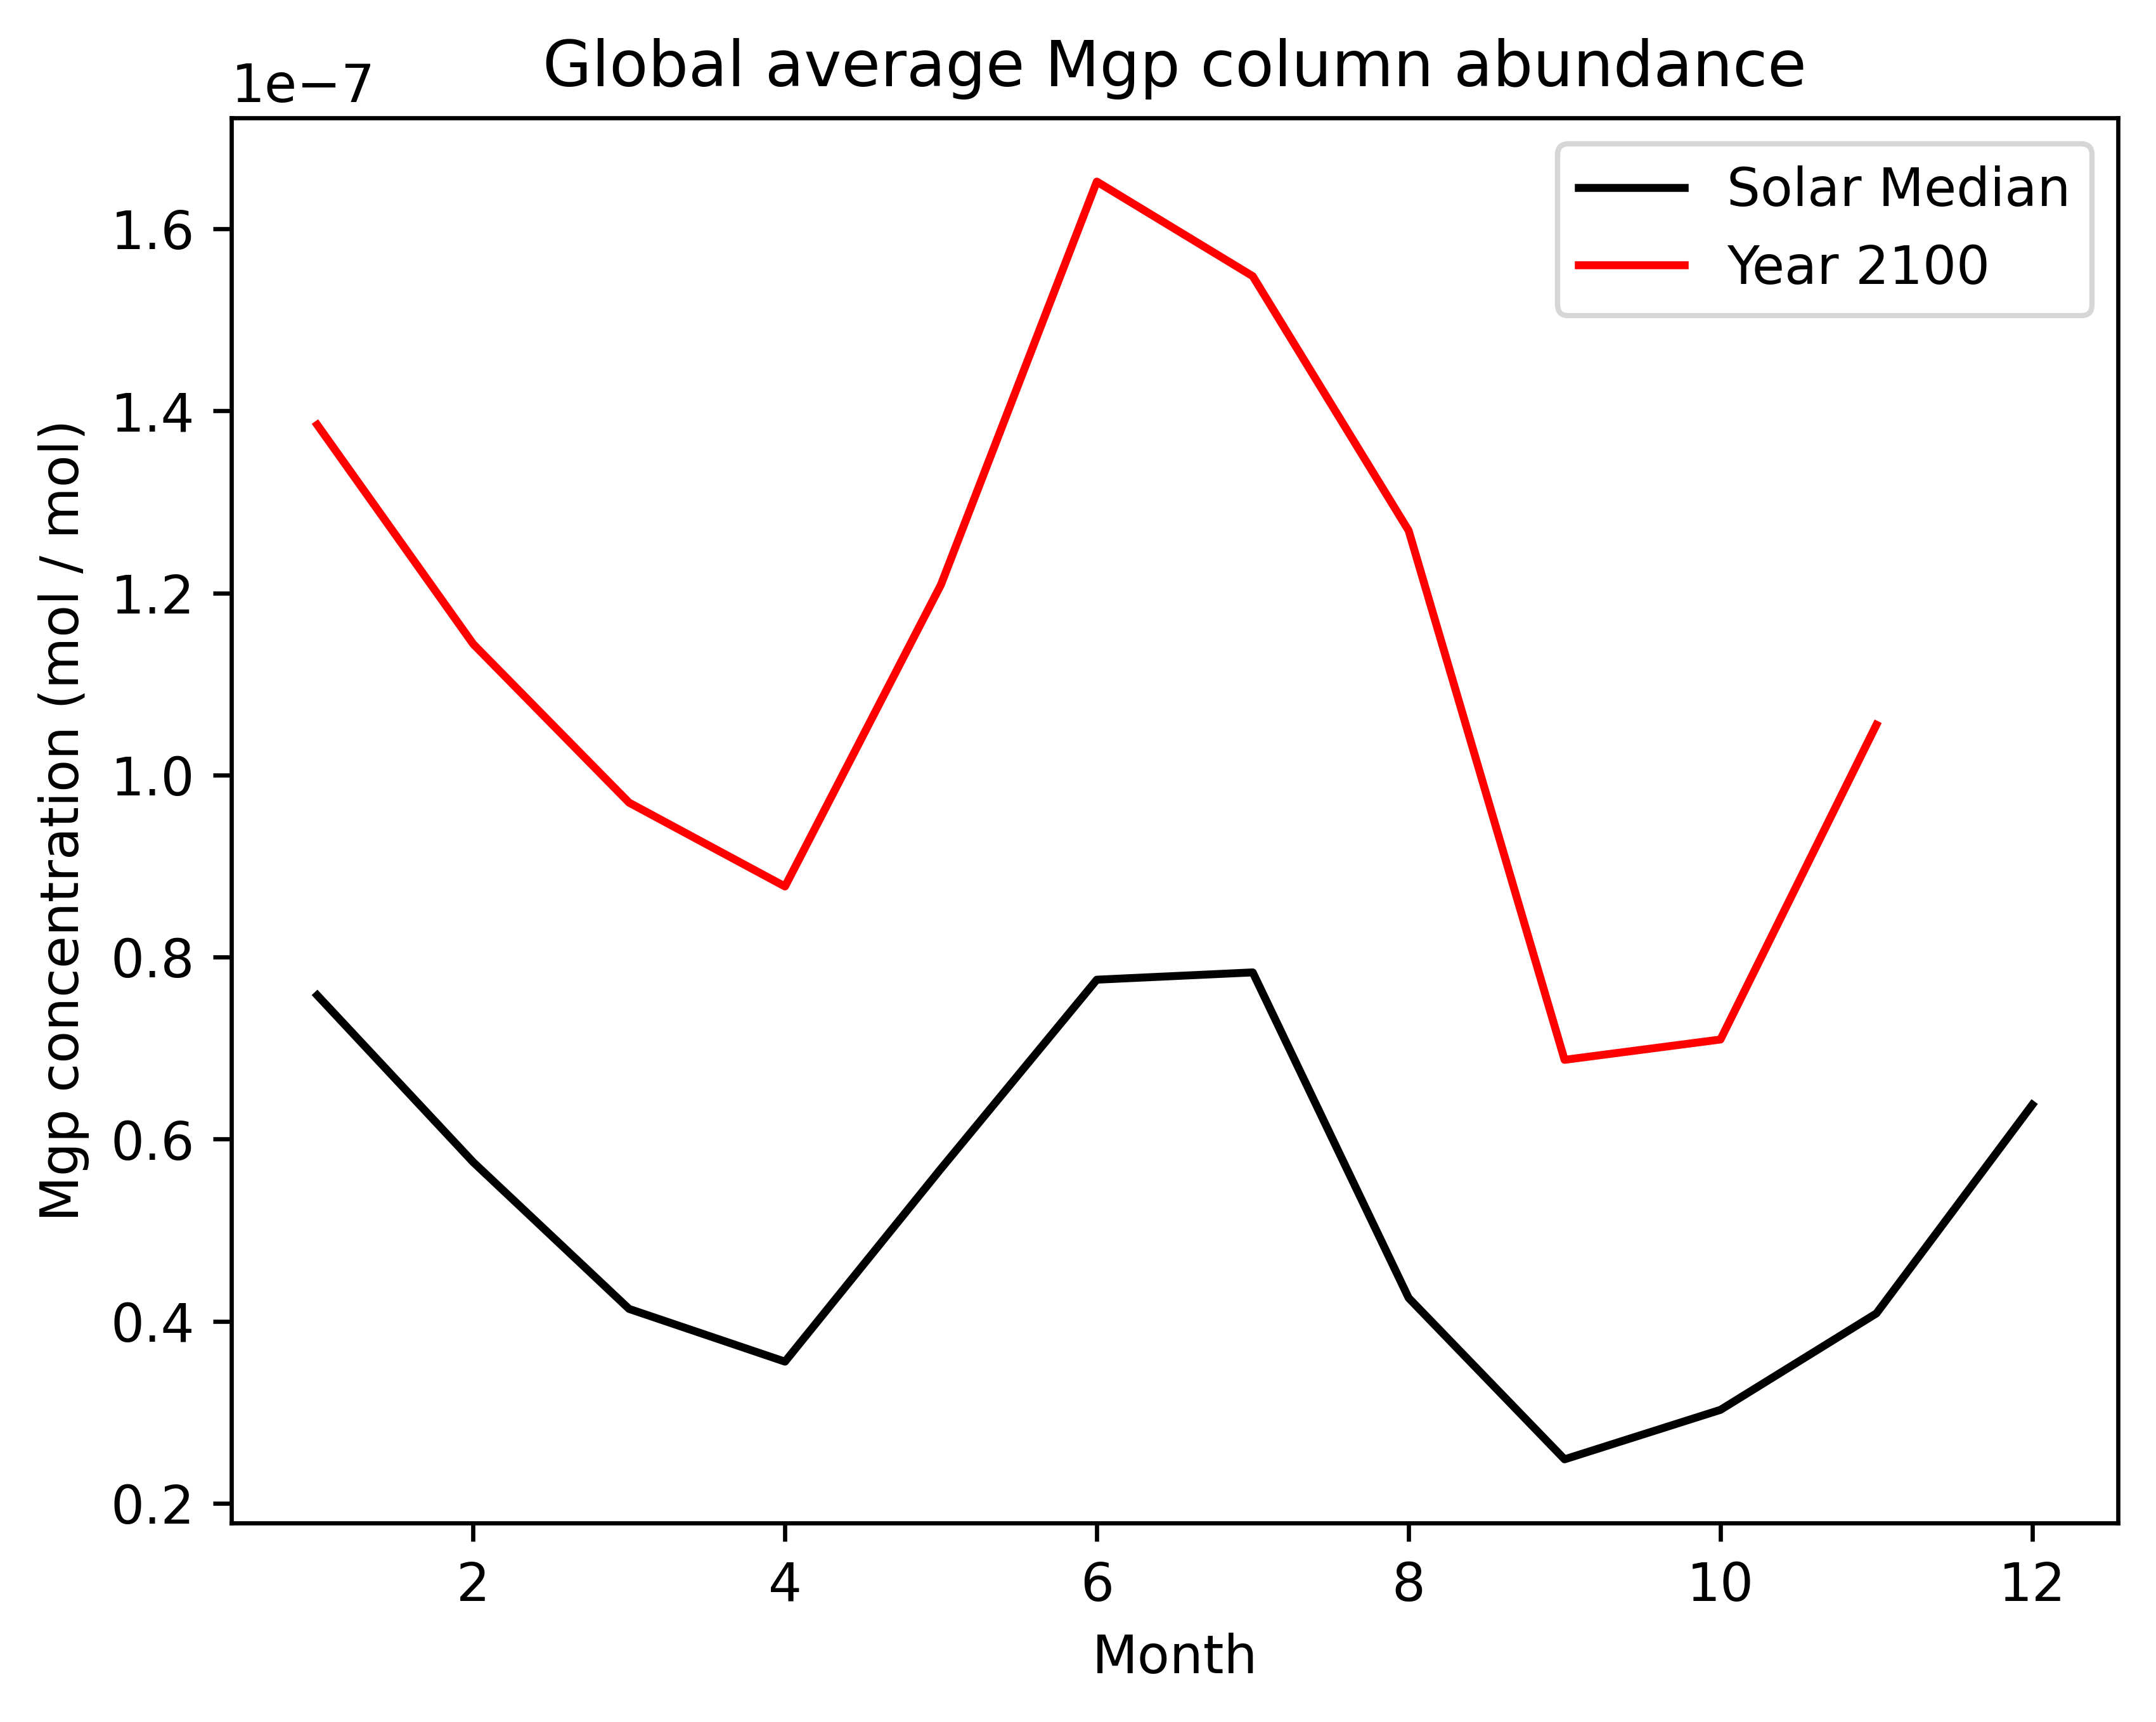 Global average Mgp column abundance
1e−7
Solar Median
Year 2100
1.6
1.4
1.2
1.0
0.8
0.6
0.4
0.2
Mgp concentration (mol / mol)
2 4 6 8 10 12
Month